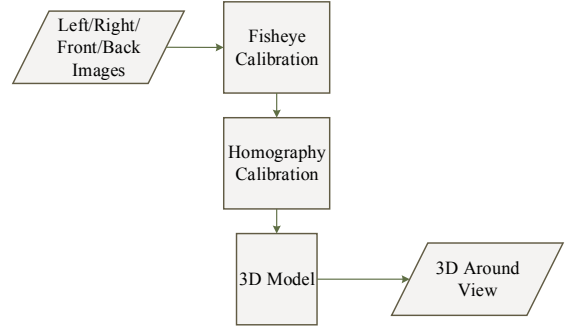 Left/Right/
Front/Back
Images
Fisheye
Calibration
Homography
Calibration
3D Model
3D Around
View